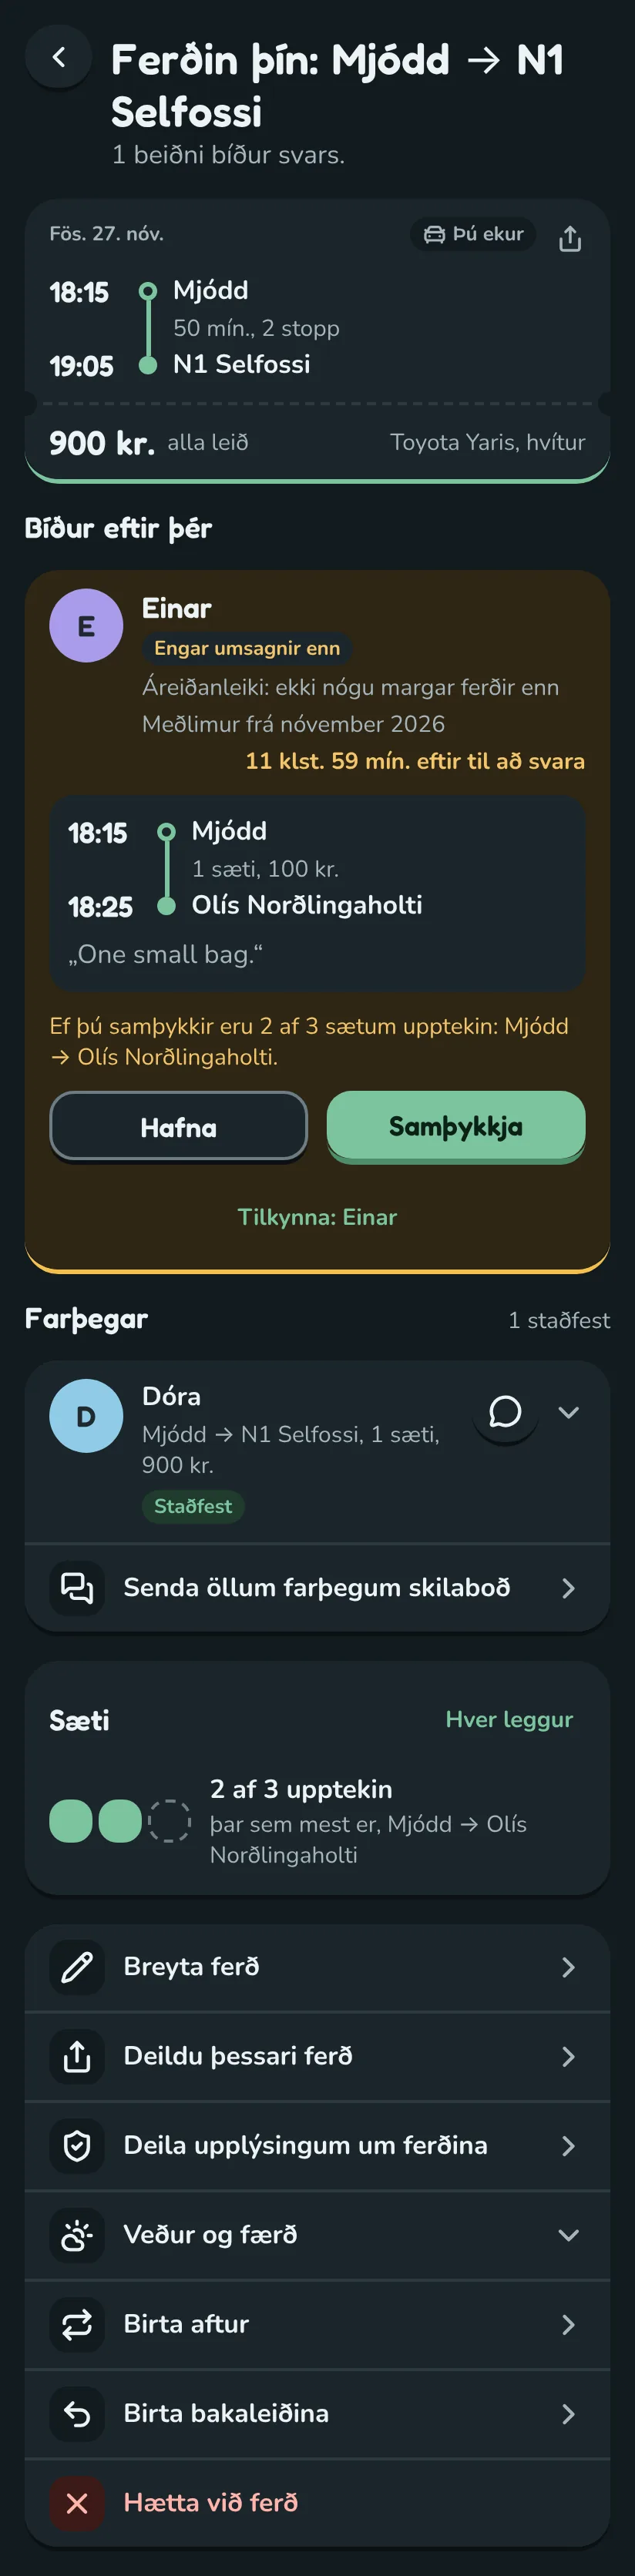 Ferðin þín: Mjódd → N1
Selfossi
1 beiðni bíður svars.
Fös. 27. nóv.
Þú ekur
18:15
Mjódd
50 mín., 2 stopp
19:05
N1 Selfossi
900 kr. alla leið
Toyota Yaris, hvítur
Bíður eftir þér
E
Einar
Engar umsagnir enn
Áreiðanleiki: ekki nógu margar ferðir enn
Meðlimur frá nóvember 2026
11 klst. 59 mín. eftir til að svara
18:15
Mjódd
1 sæti, 100 kr.
18:25
Olís Norðlingaholti
„One small bag.“
Ef þú samþykkir eru 2 af 3 sætum upptekin: Mjódd
→ Olís Norðlingaholti.
Hafna
Samþykkja
Tilkynna: Einar
Farþegar
1 staðfest
D
Dóra
Mjódd → N1 Selfossi, 1 sæti,
900 kr.
Staðfest
Senda öllum farþegum skilaboð
Sæti
Hver leggur
2 af 3 upptekin
þar sem mest er, Mjódd → Olís
Norðlingaholti
Breyta ferð
Deildu þessari ferð
Deila upplýsingum um ferðina
Veður og færð
Birta aftur
Birta bakaleiðina
Hætta við ferð